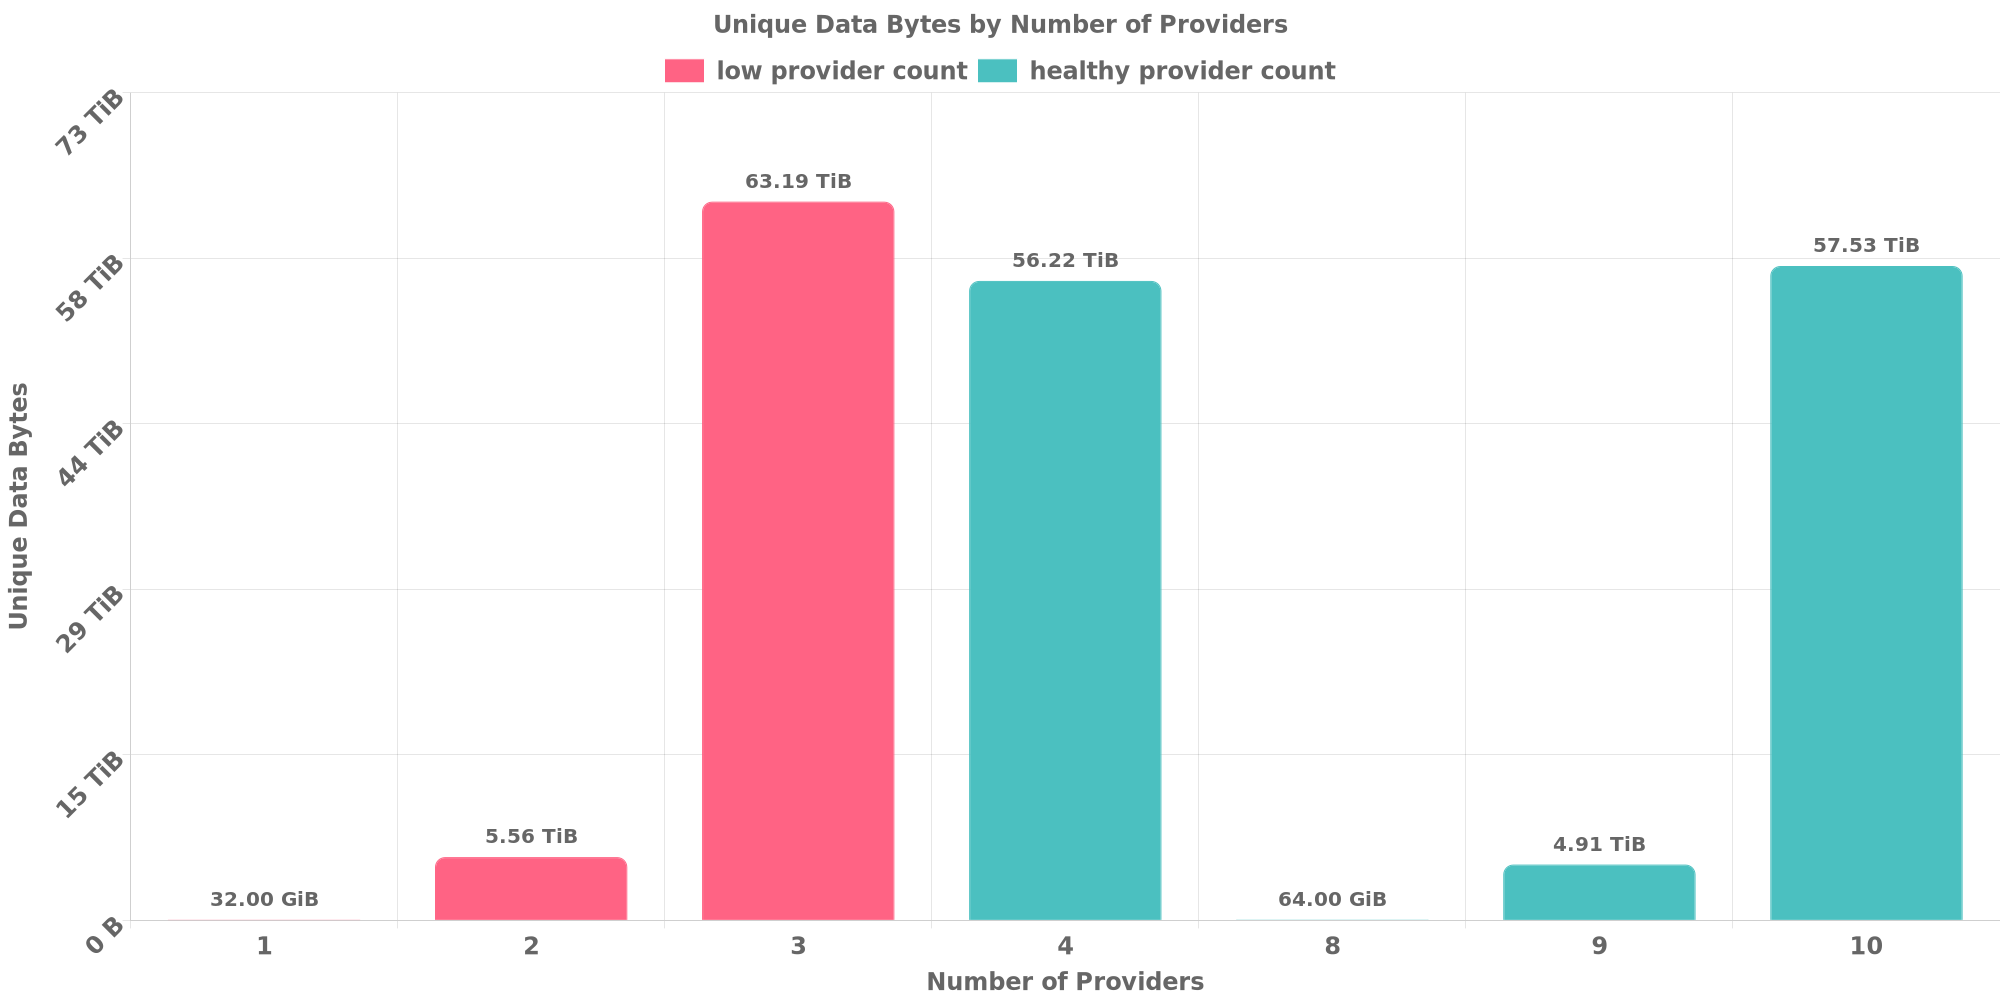 Unique Data Bytes by Number of Providers
low provider count healthy provider count
73 TiB
58 TiB
44 TiB
29 TiB
15 TiB
0 B
Unique Data Bytes
32.00 GiB
5.56 TiB
63.19 TiB
56.22 TiB
64.00 GiB
4.91 TiB
57.53 TiB
1 2 3 4 8 9 10
Number of Providers